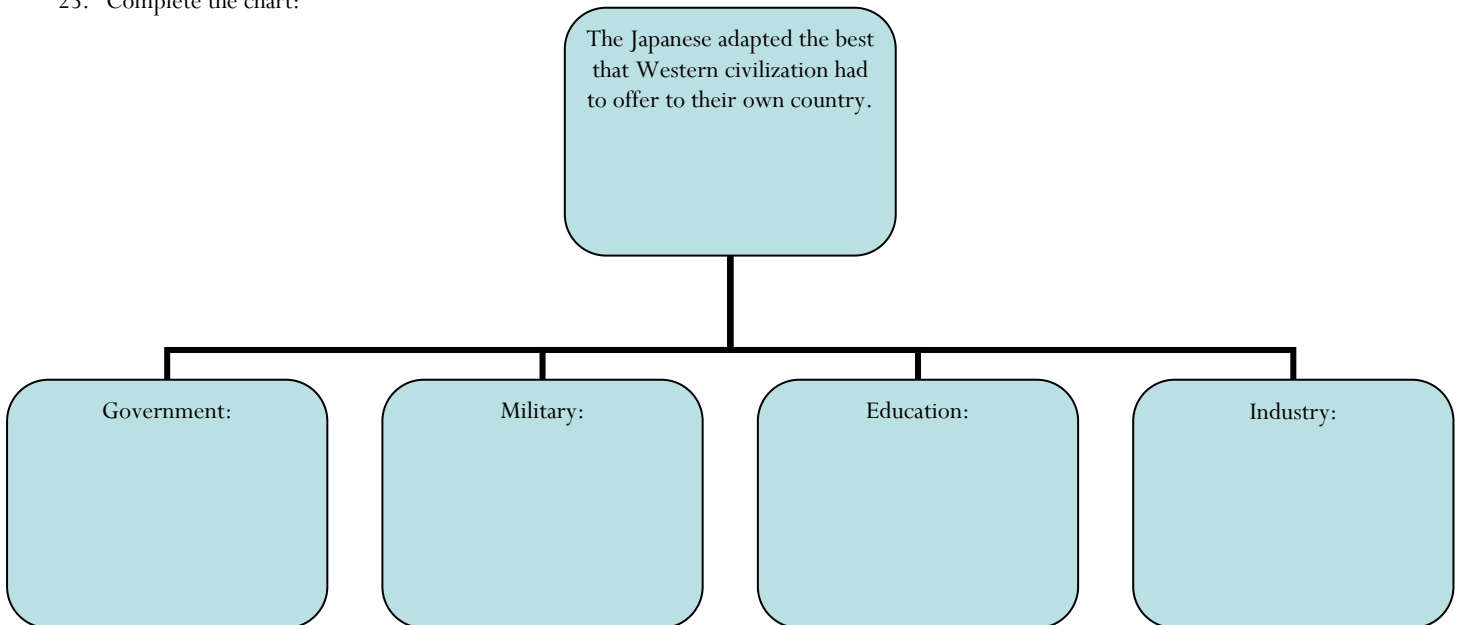 25. Complete the chart:
The Japanese adapted the best
that Western civilization had
to offer to their own country.
Government:
Military:
Education:
Industry: